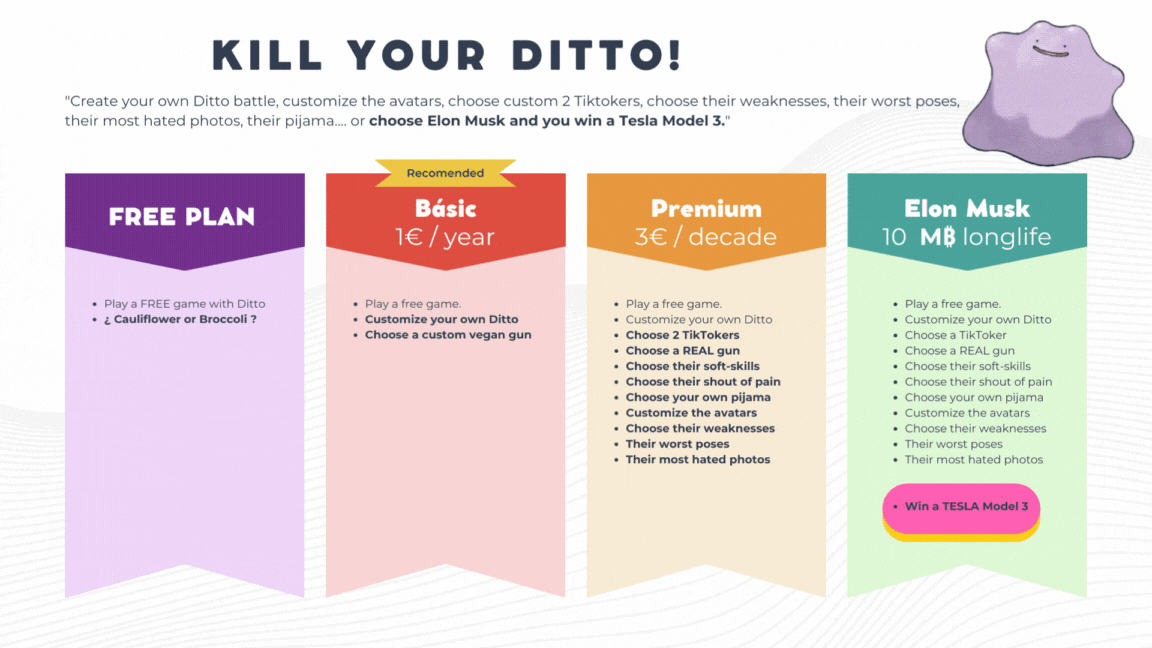 KILL YOUR DITTO!
"Create your own Ditto battle, customize the avatars, choose custom 2 Tiktokers, choose their weaknesses, their worst poses,
their most hated photos, their pijama.... or choose Elon Musk and you win a Tesla Model 3."
FREE PLAN
• Play a FREE game with Ditto
• ¿ Cauliflower or Broccoli ?
Recomended
Básic
1€ / year
• Play a free game.
• Customize your own Ditto
• Choose a custom vegan gun
Premium
3€ / decade
• Play a free game.
• Customize your own Ditto
• Choose 2 TikTokers
• Choose a REAL gun
• Choose their soft-skills
• Choose their shout of pain
• Choose your own pijama
• Customize the avatars
• Choose their weaknesses
• Their worst poses
• Their most hated photos
Elon Musk
10 M₿ longlife
• Play a free game.
• Customize your own Ditto
• Choose a TikToker
• Choose a REAL gun
• Choose their soft-skills
• Choose their shout of pain
• Choose your own pijama
• Customize the avatars
• Choose their weaknesses
• Their worst poses
• Their most hated photos
• Win a TESLA Model 3